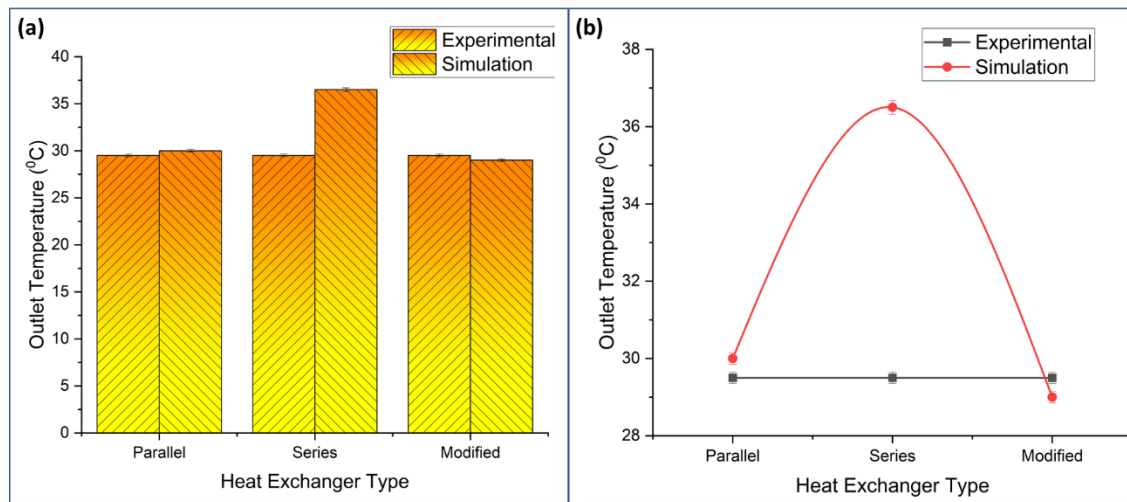 (a)
Experimental
Simulation
40
35
30
25
20
15
10
5
0
Outlet Temperature (⁰C)
Parallel Series Modified
Heat Exchanger Type
(b)
Experimental
Simulation
38
36
34
32
30
28
Outlet Temperature (⁰C)
Parallel Series Modified
Heat Exchanger Type